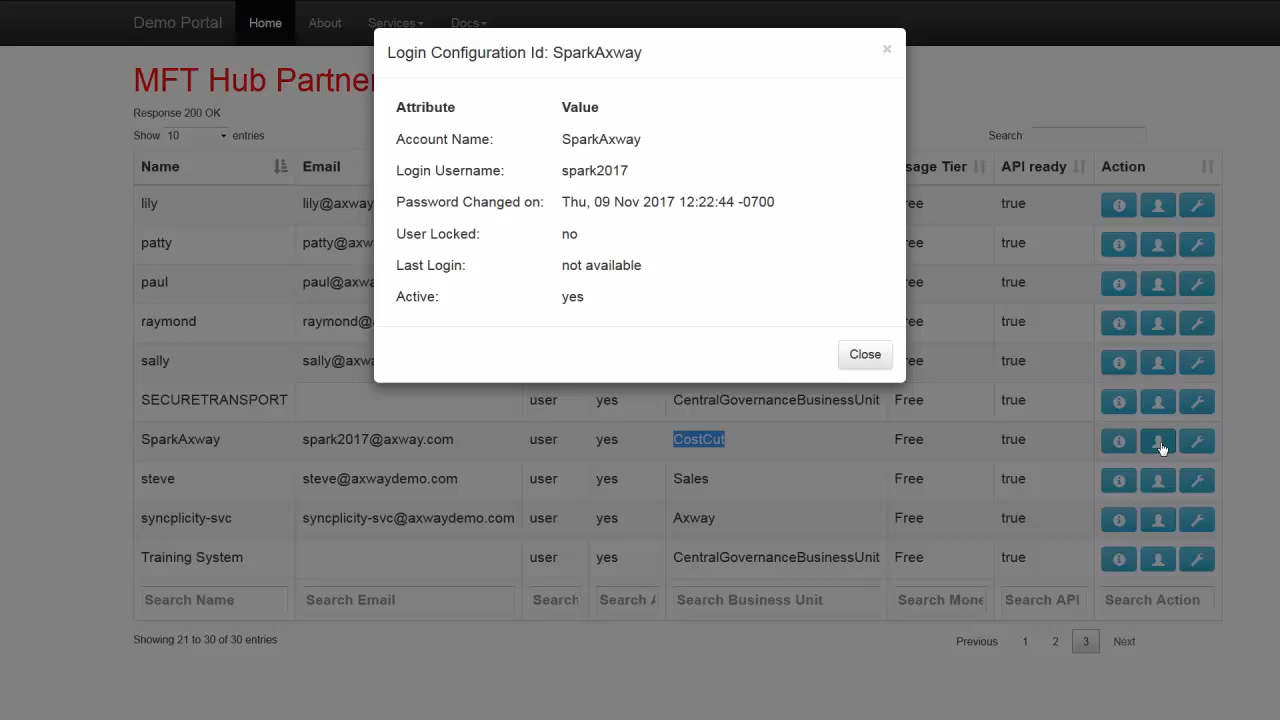 Demo Portal Home About Services Docs
Login Configuration Id: SparkAxway ×
MFT Hub Partne
Response 200 OK
Show 10 entries Search:
Attribute Value
Account Name: SparkAxway
Login Username: spark2017
Password Changed on: Thu, 09 Nov 2017 12:22:44 -0700
User Locked: no
Last Login: not available
Active: yes
Close
Name Email sage Tier API ready Action
lily lily@axway ree true
patty patty@axw ree true
paul paul@axwa ree true
raymond raymond@ ree true
sally sally@axwa ree true
SECURETRANSPORT user yes CentralGovernanceBusinessUnit Free true
SparkAxway spark2017@axway.com user yes CostCut Free true
steve steve@axwaydemo.com user yes Sales Free true
syncplicity-svc syncplicity-svc@axwaydemo.com user yes Axway Free true
Training System user yes CentralGovernanceBusinessUnit Free true
Search Name Search Email Search Search A Search Business Unit Search Mone Search API Search Action
Showing 21 to 30 of 30 entries Previous 1 2 3 Next